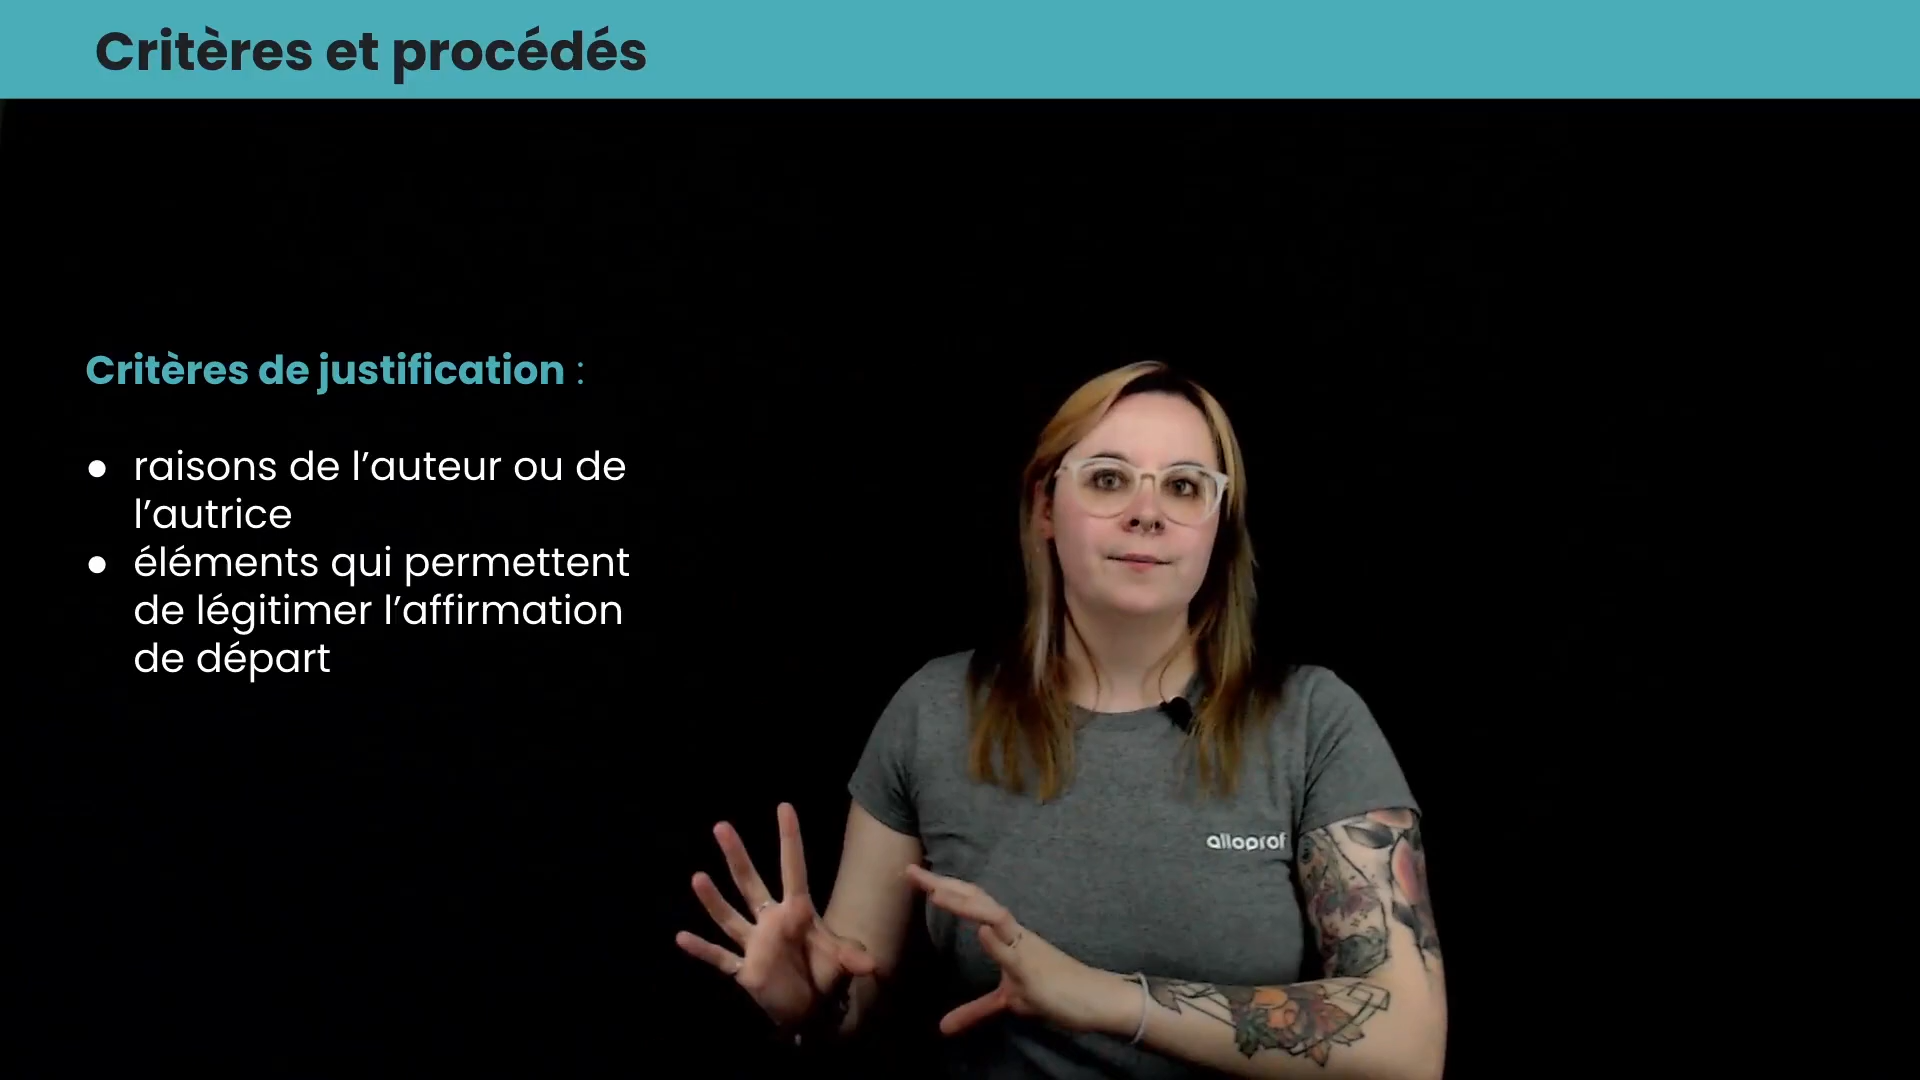 Critères et procédés
Critères de justification :
● raisons de l’auteur ou de
l’autrice
● éléments qui permettent
de légitimer l’affirmation
de départ
alloprof